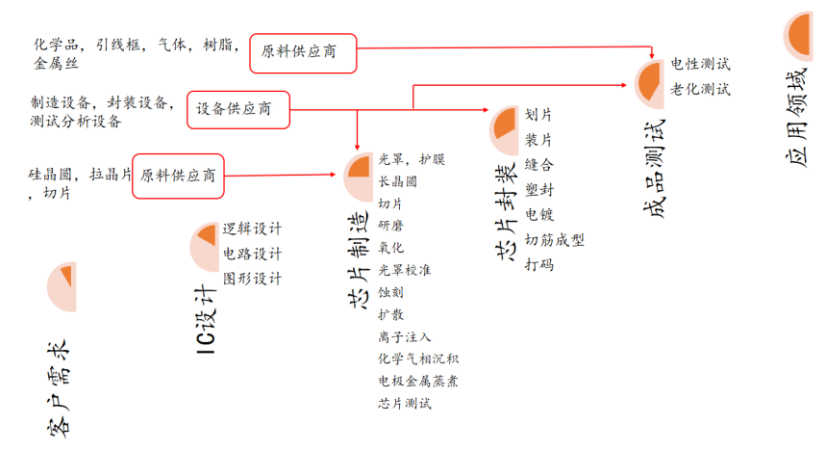 化学品，引线框，气体，树脂，
金属丝
原料供应商
制造设备，封装设备，
测试分析设备
设备供应商
硅晶圆，拉晶片
，切片
原料供应商
客户需求
IC设计
逻辑设计
电路设计
图形设计
芯片制造
光罩，护膜
长晶圆
切片
研磨
氧化
光罩校准
蚀刻
扩散
离子注入
化学气相沉积
电极金属蒸煮
芯片测试
芯片封装
划片
装片
缝合
塑封
电镀
切筋成型
打码
成品测试
电性测试
老化测试
应用领域